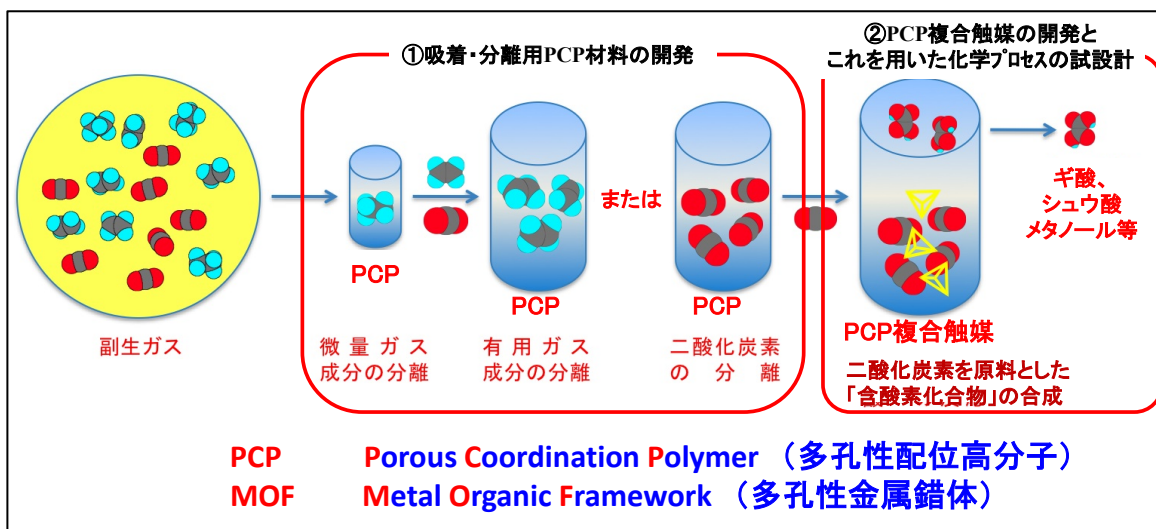 ①吸着・分離用PCP材料の開発
②PCP複合触媒の開発と
これを用いた化学プロセスの試設計
副生ガス
PCP
微量ガス
成分の分離
PCP
有用ガス
成分の分離
または
PCP
二酸化炭素
の分離
PCP複合触媒
二酸化炭素を原料とした
「含酸素化合物」の合成
ギ酸、
シュウ酸
メタノール等
PCP Porous Coordination Polymer （多孔性配位高分子）
MOF Metal Organic Framework （多孔性金属錯体）